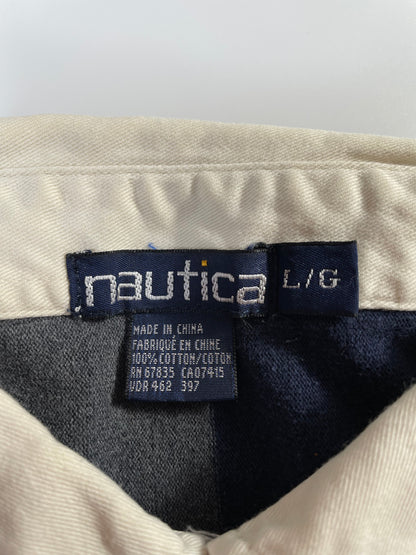 nautica
L/G
MADE IN CHINA
FABRIQUÉ EN CHINE
100% COTTON/COTON
RN 67835 CA07415
VDR 462 397